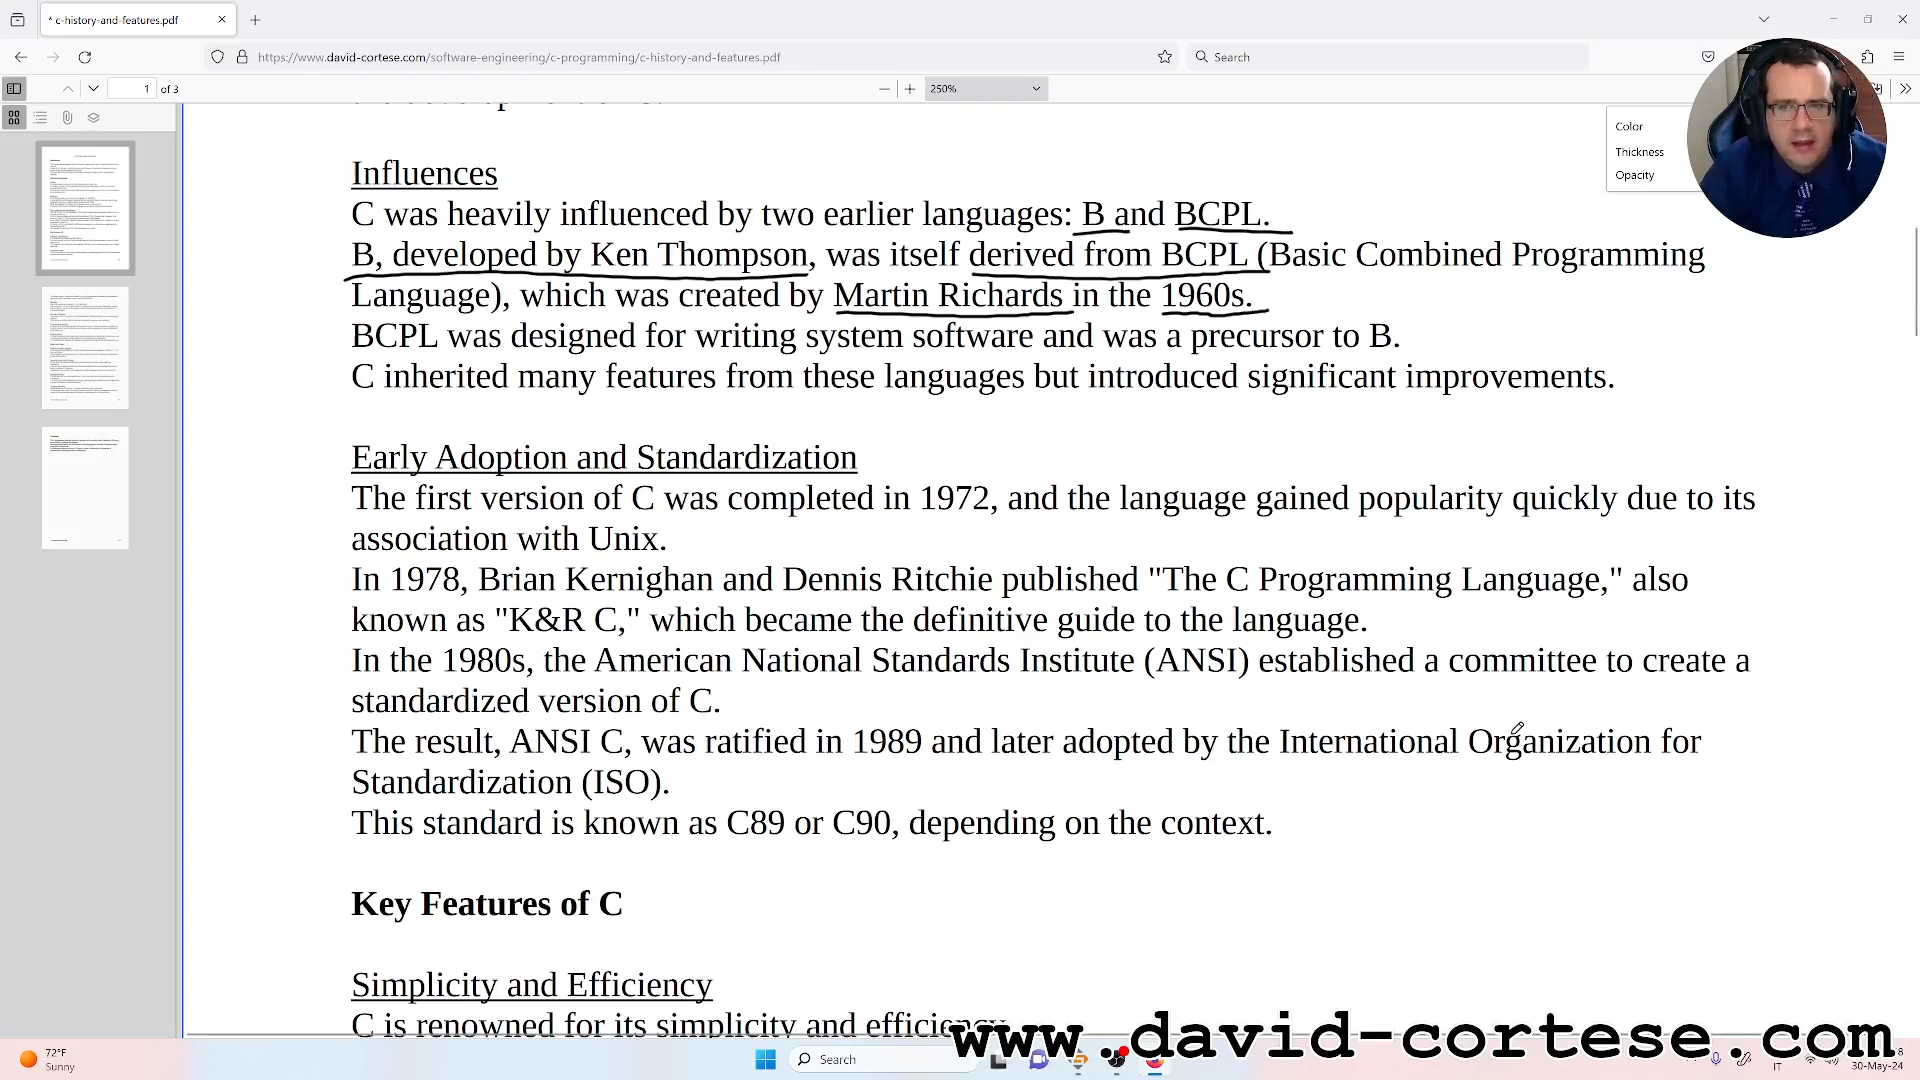 * c-history-and-features.pdf
https://www.david-cortese.com/software-engineering/c-programming/c-history-and-features.pdf
Search
1 of 3
250%
Color
Thickness
Opacity
Influences
C was heavily influenced by two earlier languages: B and BCPL.
B, developed by Ken Thompson, was itself derived from BCPL (Basic Combined Programming
Language), which was created by Martin Richards in the 1960s.
BCPL was designed for writing system software and was a precursor to B.
C inherited many features from these languages but introduced significant improvements.
Early Adoption and Standardization
The first version of C was completed in 1972, and the language gained popularity quickly due to its
association with Unix.
In 1978, Brian Kernighan and Dennis Ritchie published "The C Programming Language," also
known as "K&R C," which became the definitive guide to the language.
In the 1980s, the American National Standards Institute (ANSI) established a committee to create a
standardized version of C.
The result, ANSI C, was ratified in 1989 and later adopted by the International Organization for
Standardization (ISO).
This standard is known as C89 or C90, depending on the context.
Key Features of C
Simplicity and Efficiency
C is renowned for its simplicity and efficiency
www.david-cortese.com
72°F
Sunny
Search
IT
30-May-24